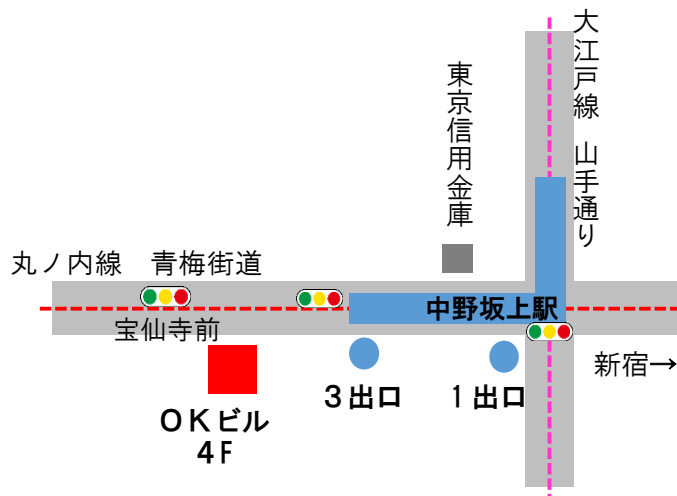 大江戸線 山手通り
東京信用金庫
丸ノ内線 青梅街道
中野坂上駅
宝仙寺前
新宿→
3出口
1出口
OKビル
4F